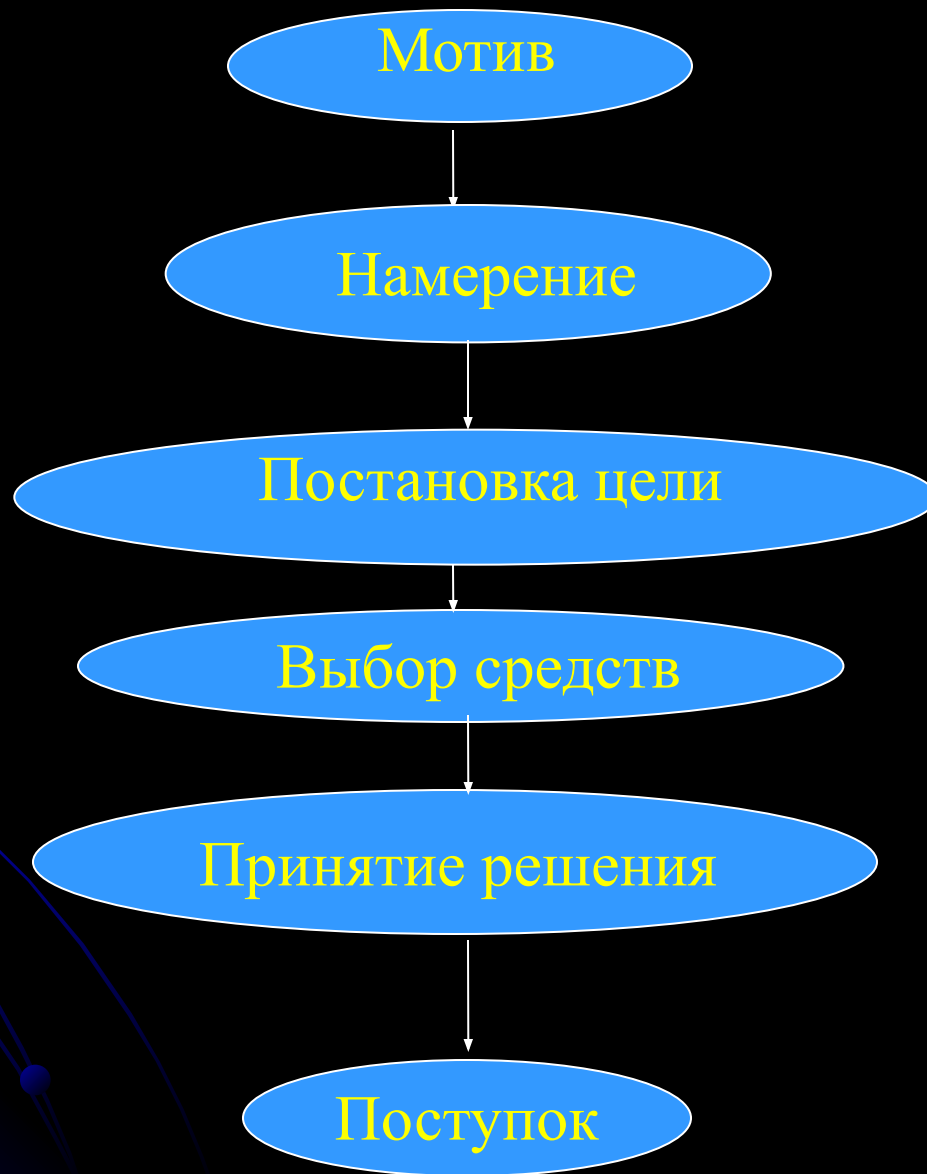 Мотив
Намерение
Постановка цели
Выбор средств
Принятие решения
Поступок